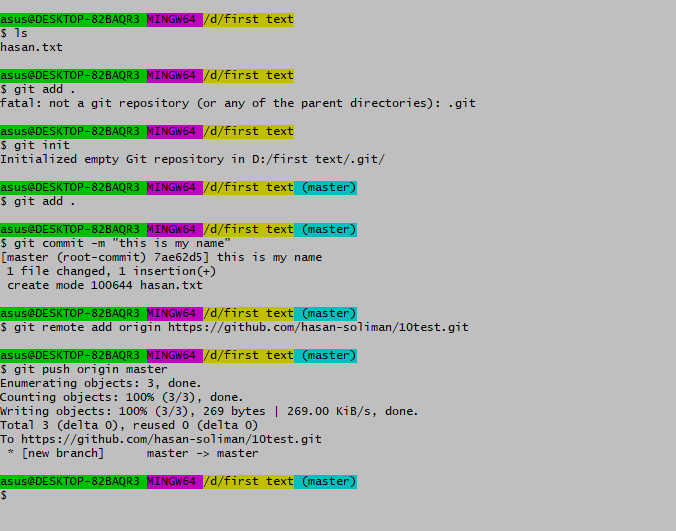 asus@DESKTOP-82BAQR3 MINGW64 /d/first text
$ ls
hasan.txt
asus@DESKTOP-82BAQR3 MINGW64 /d/first text
$ git add .
fatal: not a git repository (or any of the parent directories): .git
asus@DESKTOP-82BAQR3 MINGW64 /d/first text
$ git init
Initialized empty Git repository in D:/first text/.git/
asus@DESKTOP-82BAQR3 MINGW64 /d/first text (master)
$ git add .
asus@DESKTOP-82BAQR3 MINGW64 /d/first text (master)
$ git commit -m "this is my name"
[master (root-commit) 7ae62d5] this is my name
 1 file changed, 1 insertion(+)
 create mode 100644 hasan.txt
asus@DESKTOP-82BAQR3 MINGW64 /d/first text (master)
$ git remote add origin https://github.com/hasan-soliman/10test.git
asus@DESKTOP-82BAQR3 MINGW64 /d/first text (master)
$ git push origin master
Enumerating objects: 3, done.
Counting objects: 100% (3/3), done.
Writing objects: 100% (3/3), 269 bytes | 269.00 KiB/s, done.
Total 3 (delta 0), reused 0 (delta 0)
To https://github.com/hasan-soliman/10test.git
 * [new branch]      master -> master
asus@DESKTOP-82BAQR3 MINGW64 /d/first text (master)
$